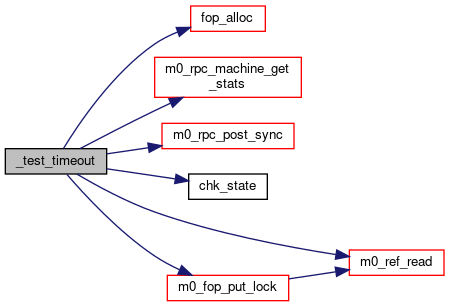 fop_alloc
m0_rpc_machine_get
_stats
m0_rpc_post_sync
_test_timeout
chk_state
m0_ref_read
m0_fop_put_lock